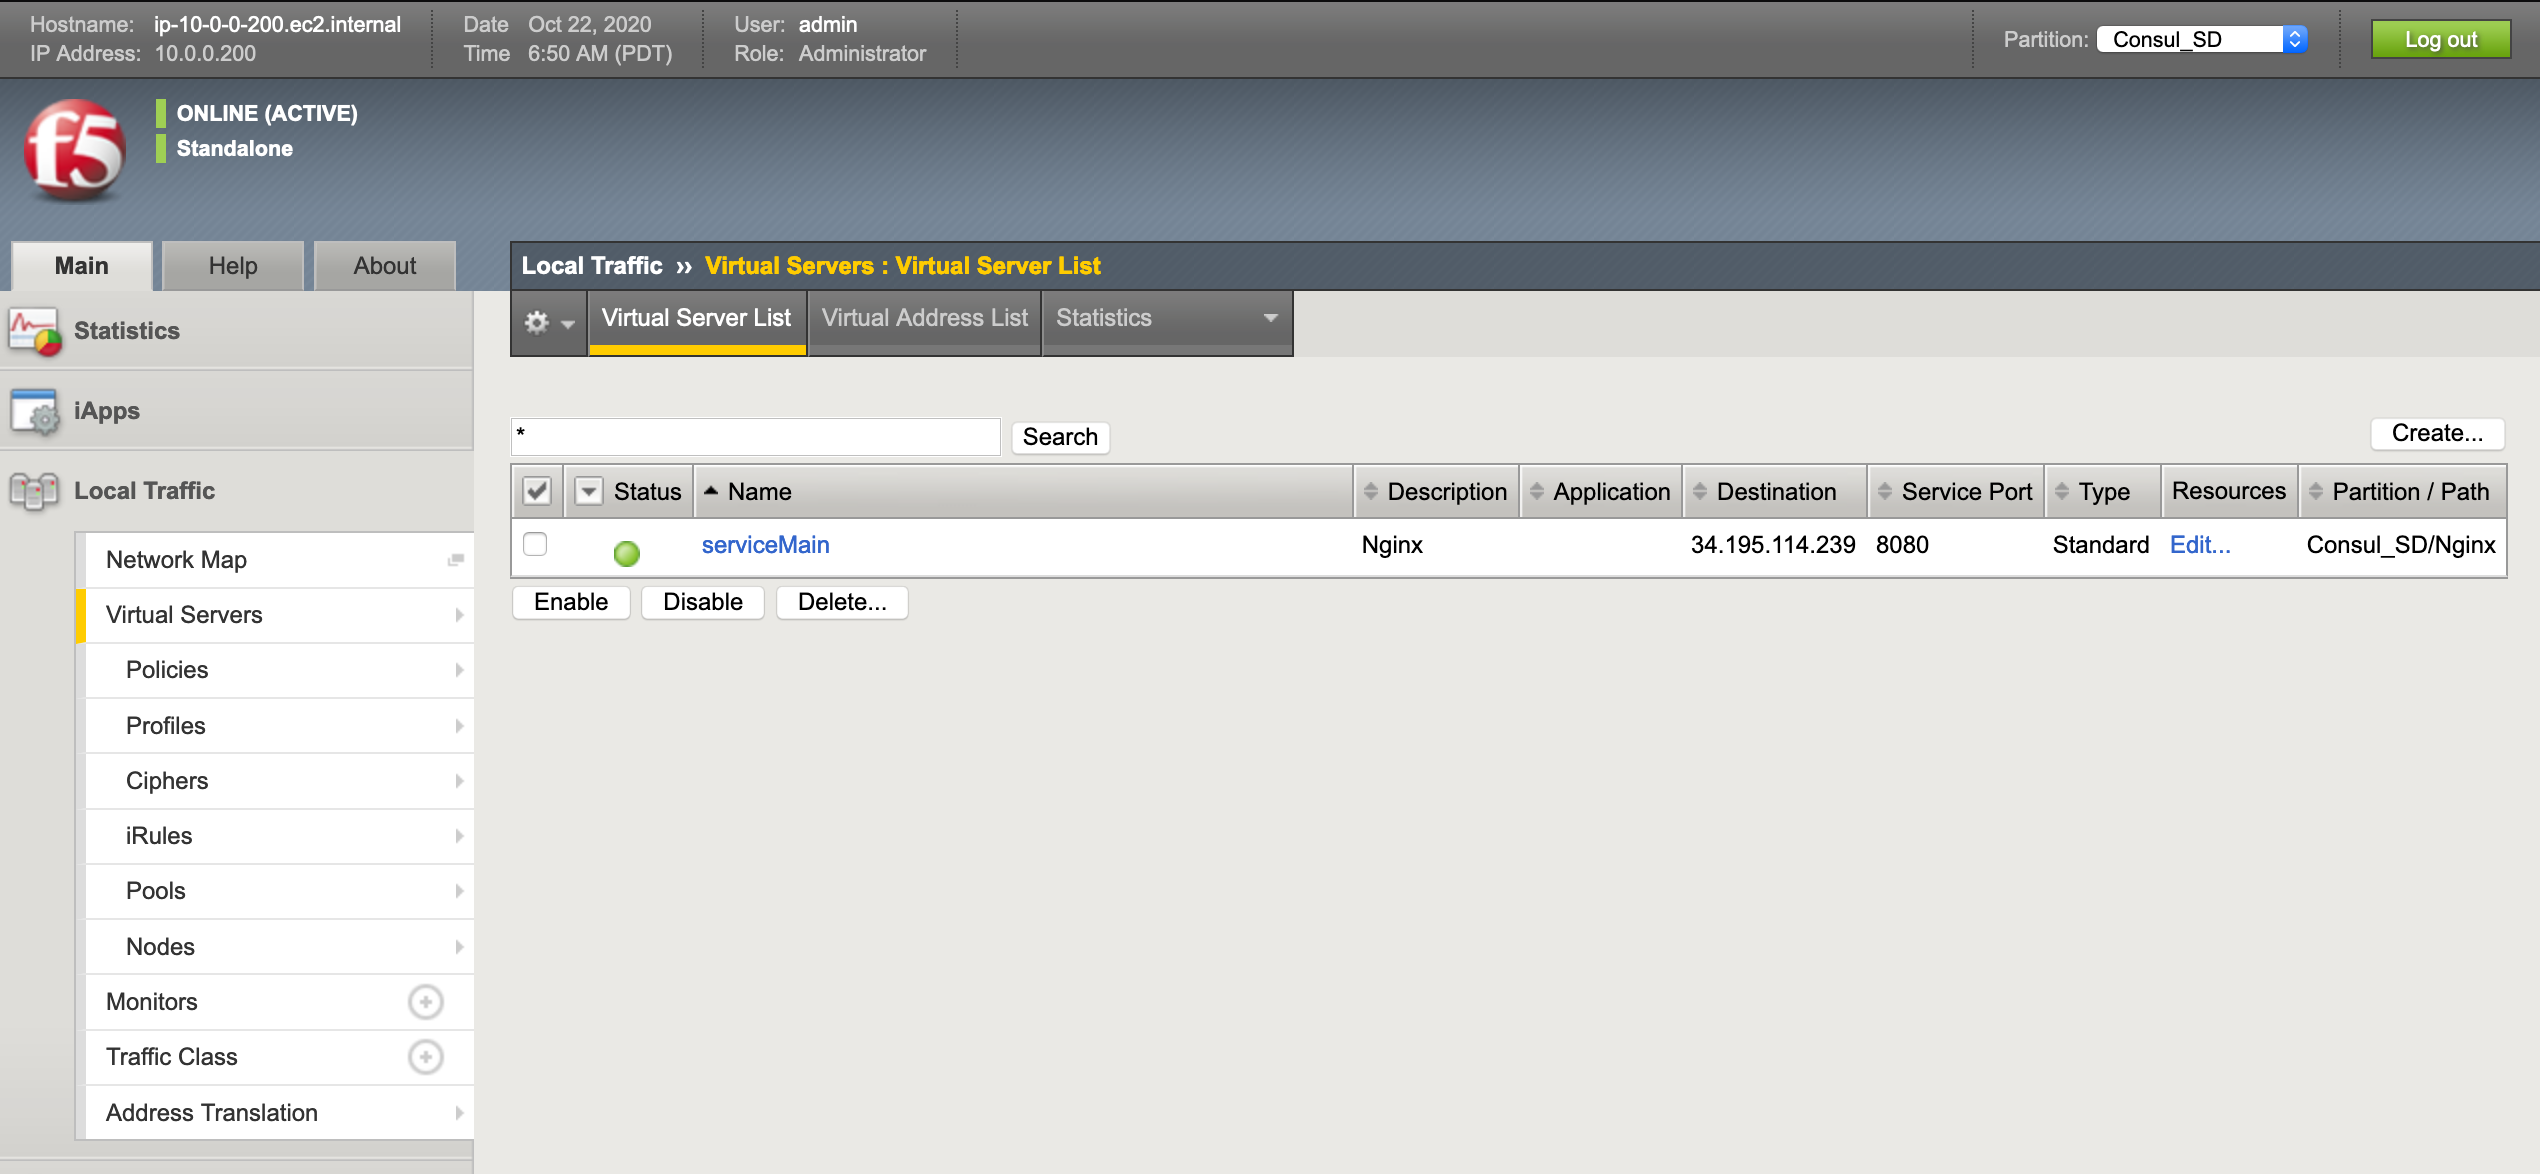 Hostname: ip-10-0-0-200.ec2.internal
IP Address: 10.0.0.200
Date Oct 22, 2020
Time 6:50 AM (PDT)
User: admin
Role: Administrator
Partition: Consul_SD
Log out
f5
ONLINE (ACTIVE)
Standalone
Main Help About
Local Traffic ›› Virtual Servers : Virtual Server List
Virtual Server List Virtual Address List Statistics
Statistics
iApps
Local Traffic
Network Map
Virtual Servers
Policies
Profiles
Ciphers
iRules
Pools
Nodes
Monitors
Traffic Class
Address Translation
* Search Create...
Status Name Description Application Destination Service Port Type Resources Partition / Path
serviceMain Nginx 34.195.114.239 8080 Standard Edit... Consul_SD/Nginx
Enable Disable Delete...